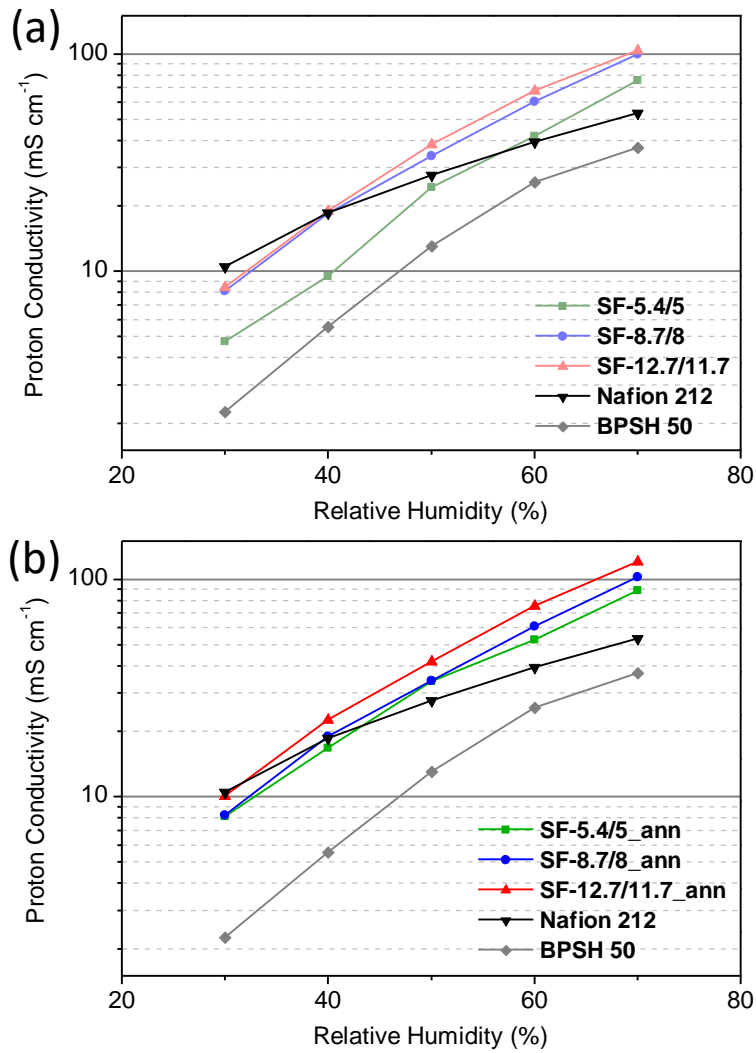 (a)
100
10
Proton Conductivity (mS cm⁻¹)
SF-5.4/5
SF-8.7/8
SF-12.7/11.7
Nafion 212
BPSH 50
20 40 60 80
Relative Humidity (%)
(b)
100
10
Proton Conductivity (mS cm⁻¹)
SF-5.4/5_ann
SF-8.7/8_ann
SF-12.7/11.7_ann
Nafion 212
BPSH 50
20 40 60 80
Relative Humidity (%)